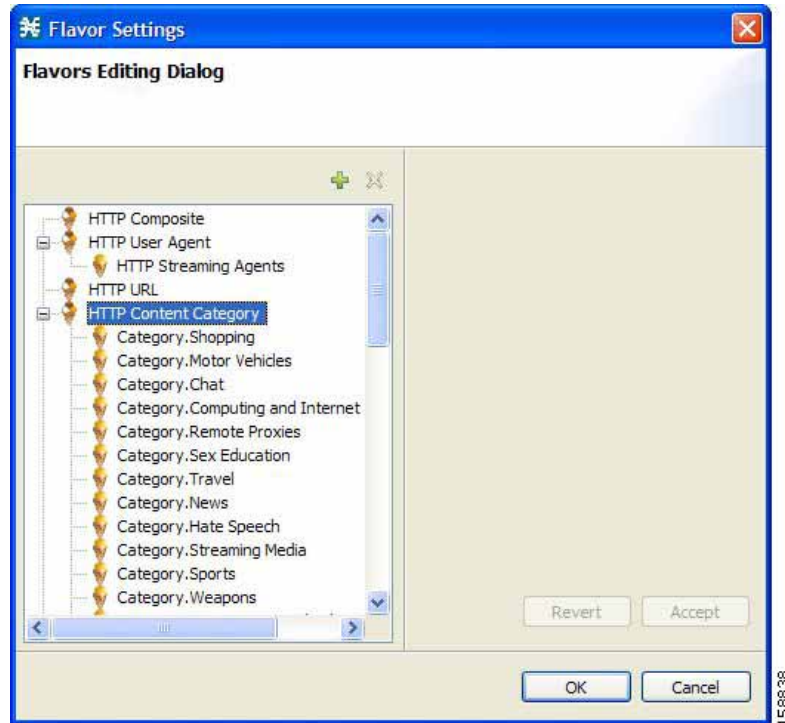 Flavor Settings
Flavors Editing Dialog
HTTP Composite
HTTP User Agent
HTTP Streaming Agents
HTTP URL
HTTP Content Category
Category.Shopping
Category.Motor Vehicles
Category.Chat
Category.Computing and Internet
Category.Remote Proxies
Category.Sex Education
Category.Travel
Category.News
Category.Hate Speech
Category.Streaming Media
Category.Sports
Category.Weapons
Revert Accept
OK Cancel
158838